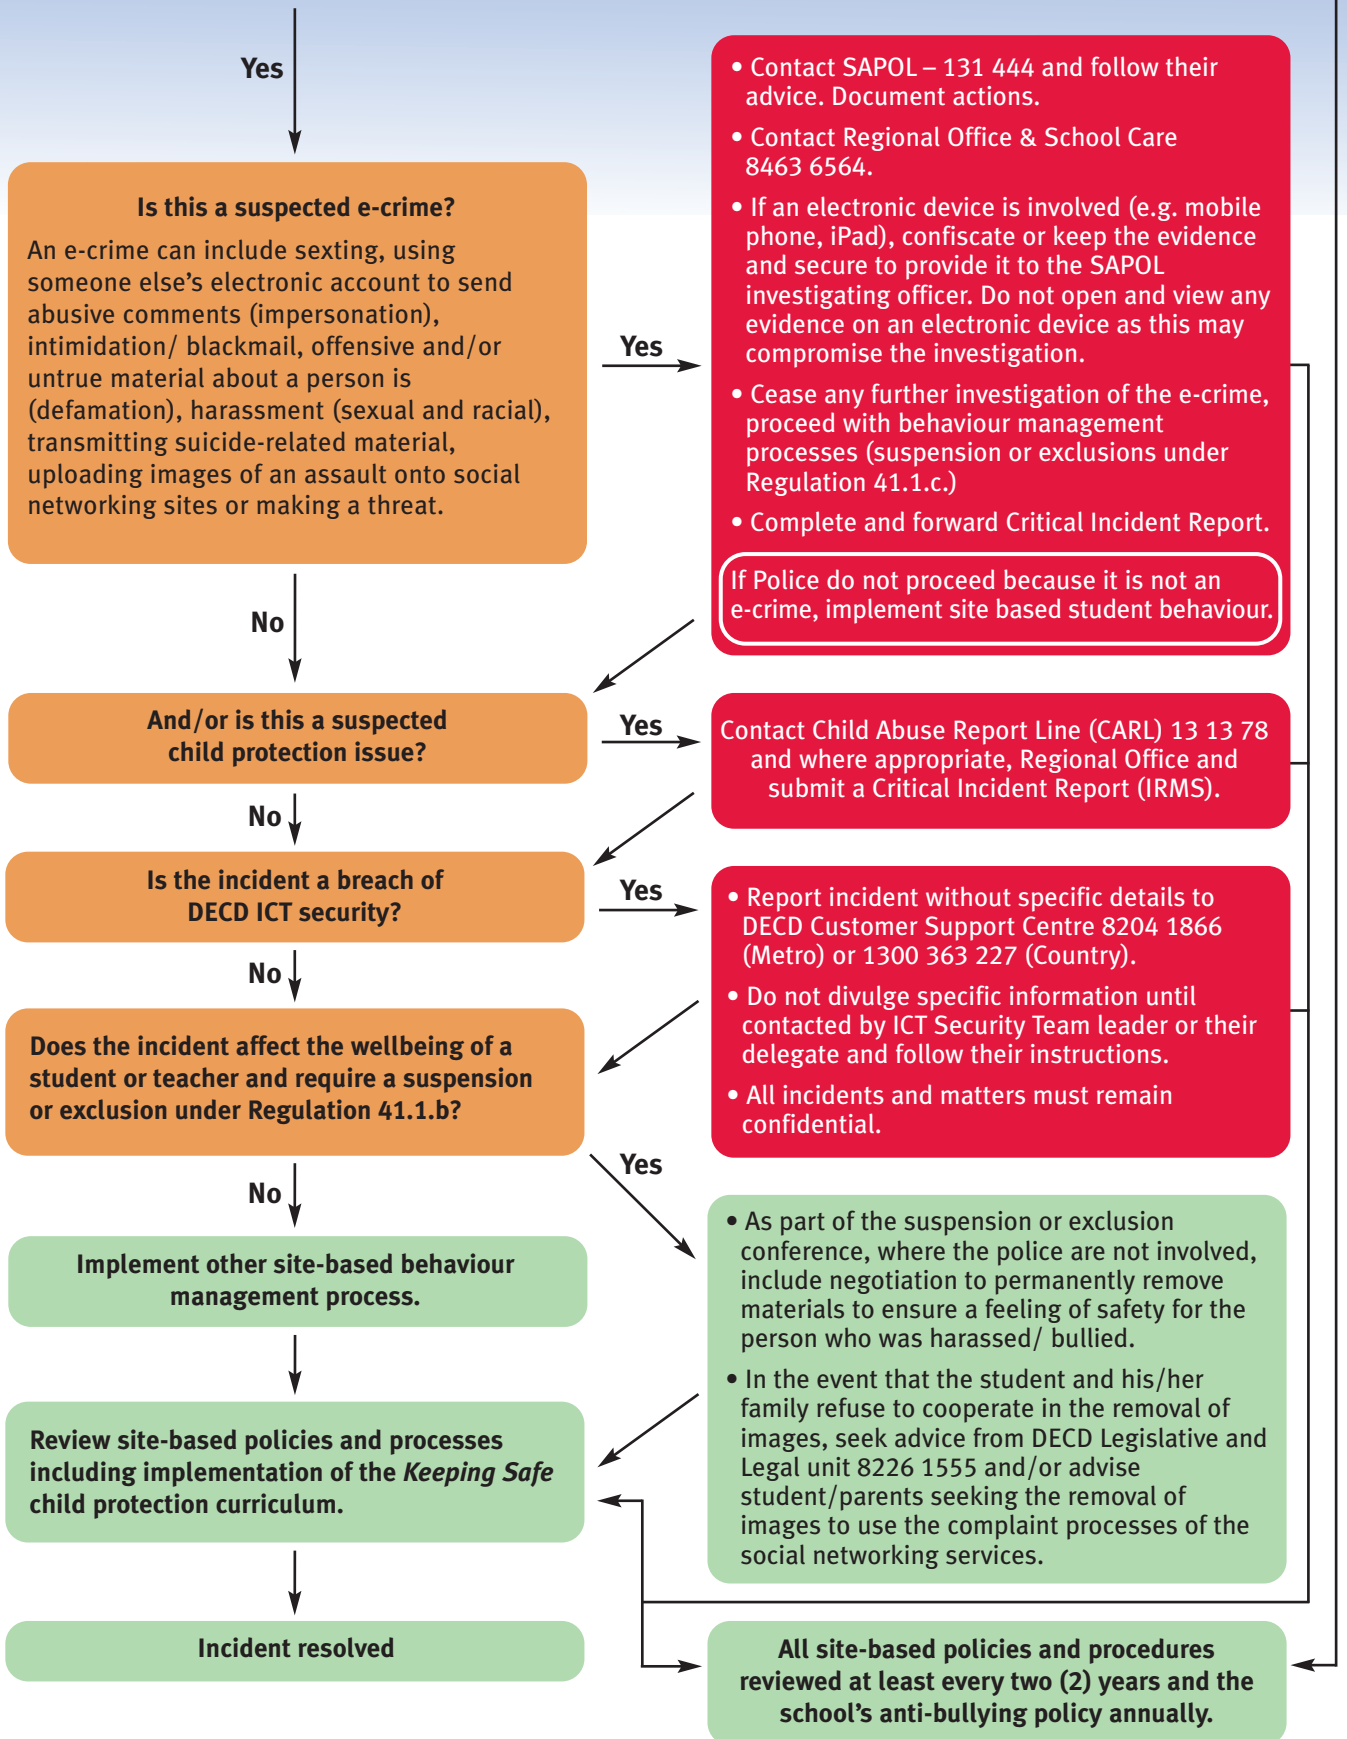 Yes
Is this a suspected e-crime?
An e-crime can include sexting, using
someone else's electronic account to send
abusive comments (impersonation),
intimidation/ blackmail, offensive and/or
untrue material about a person is
(defamation), harassment (sexual and racial),
transmitting suicide-related material,
uploading images of an assault onto social
networking sites or making a threat.
Yes
• Contact SAPOL – 131 444 and follow their
advice. Document actions.
• Contact Regional Office & School Care
8463 6564.
• If an electronic device is involved (e.g. mobile
phone, iPad), confiscate or keep the evidence
and secure to provide it to the SAPOL
investigating officer. Do not open and view any
evidence on an electronic device as this may
compromise the investigation.
• Cease any further investigation of the e-crime,
proceed with behaviour management
processes (suspension or exclusions under
Regulation 41.1.c.)
• Complete and forward Critical Incident Report.
If Police do not proceed because it is not an
e-crime, implement site based student behaviour.
No
And/or is this a suspected
child protection issue?
Yes
Contact Child Abuse Report Line (CARL) 13 13 78
and where appropriate, Regional Office and
submit a Critical Incident Report (IRMS).
No
Is the incident a breach of
DECD ICT security?
Yes
• Report incident without specific details to
DECD Customer Support Centre 8204 1866
(Metro) or 1300 363 227 (Country).
• Do not divulge specific information until
contacted by ICT Security Team leader or their
delegate and follow their instructions.
• All incidents and matters must remain
confidential.
No
Does the incident affect the wellbeing of a
student or teacher and require a suspension
or exclusion under Regulation 41.1.b?
Yes
• As part of the suspension or exclusion
conference, where the police are not involved,
include negotiation to permanently remove
materials to ensure a feeling of safety for the
person who was harassed/ bullied.
• In the event that the student and his/her
family refuse to cooperate in the removal of
images, seek advice from DECD Legislative and
Legal unit 8226 1555 and/or advise
student/parents seeking the removal of
images to use the complaint processes of the
social networking services.
No
Implement other site-based behaviour
management process.
Review site-based policies and processes
including implementation of the Keeping Safe
child protection curriculum.
Incident resolved
All site-based policies and procedures
reviewed at least every two (2) years and the
school's anti-bullying policy annually.